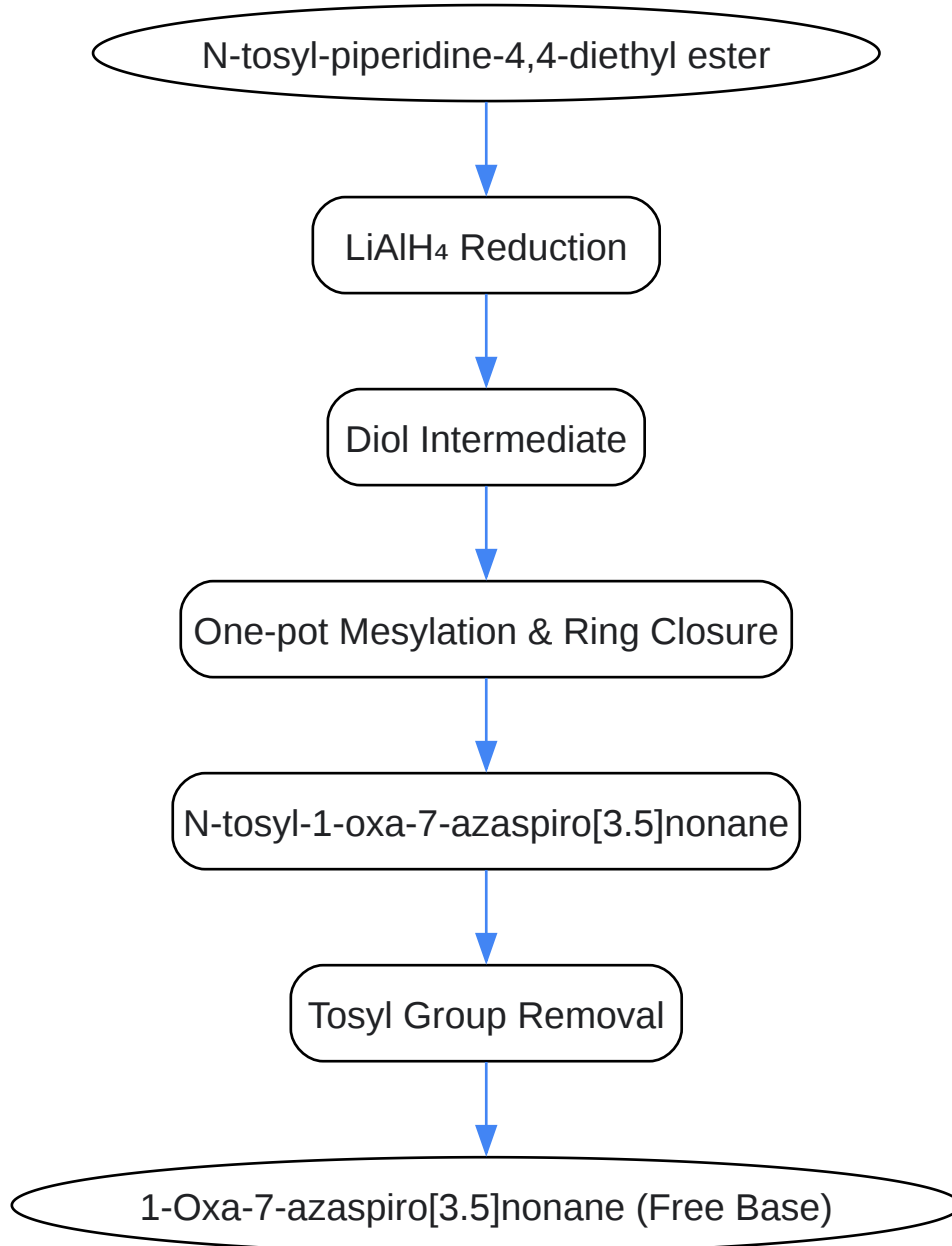 N-tosyl-piperidine-4,4-diethyl ester
LiAlH₄ Reduction
Diol Intermediate
One-pot Mesylation & Ring Closure
N-tosyl-1-oxa-7-azaspiro[3.5]nonane
Tosyl Group Removal
1-Oxa-7-azaspiro[3.5]nonane (Free Base)